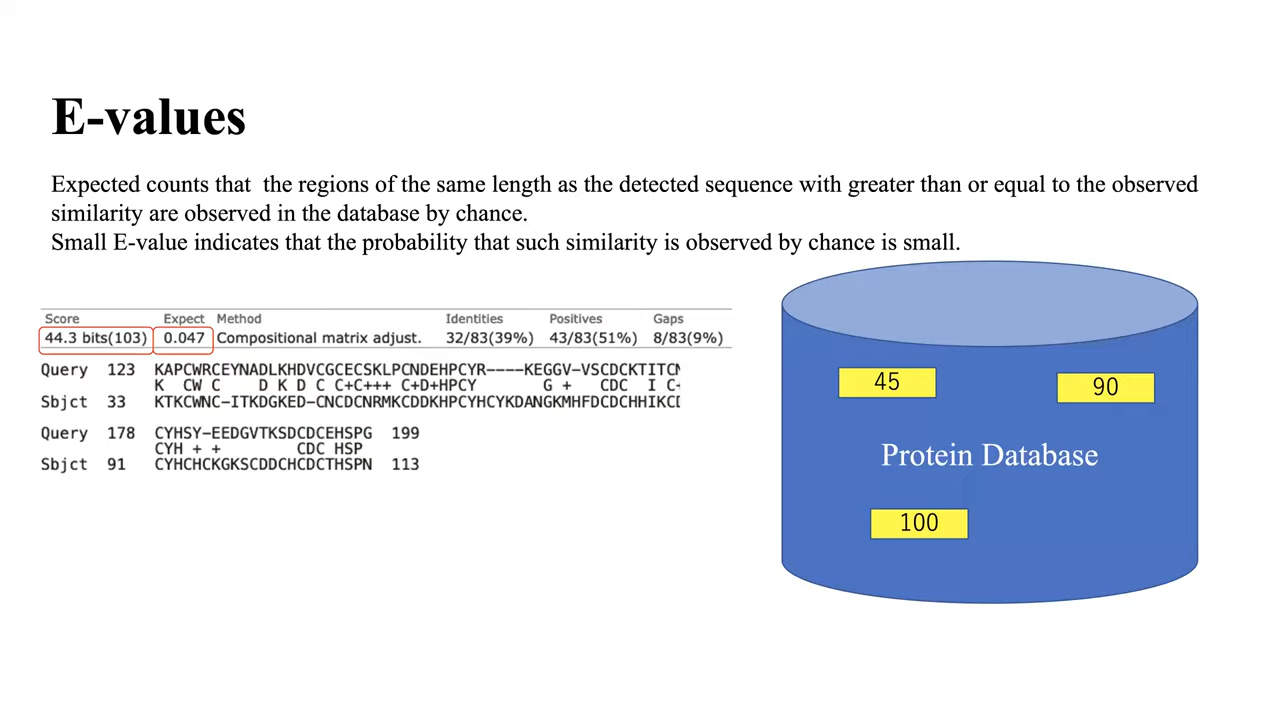 E-values
Expected counts that  the regions of the same length as the detected sequence with greater than or equal to the observed
similarity are observed in the database by chance.
Small E-value indicates that the probability that such similarity is observed by chance is small.
Score Expect Method Identities Positives Gaps
44.3 bits(103) 0.047 Compositional matrix adjust. 32/83(39%) 43/83(51%) 8/83(9%)
Query 123 KAPCWRCEYNADLKHDVCGCECSKLPCNDEHPCYR----KEGGV-VSCDCKTITCN
K  CW C    D K D C C+C+++ C+D+HPCY       G +  CDC  I C+
Sbjct 33 KTKCWNC-ITKDGKED-CNCDCNRMKCDDKHPCYHCYKDANGKMHFDCDCHHIKCD
Query 178 CYHSY-EEDGVTKSDCDCEHSPG 199
CYH + +        CDC HSP
Sbjct 91 CYHCHCKGKSCDDCHCDCTHSPN 113
45
90
Protein Database
100